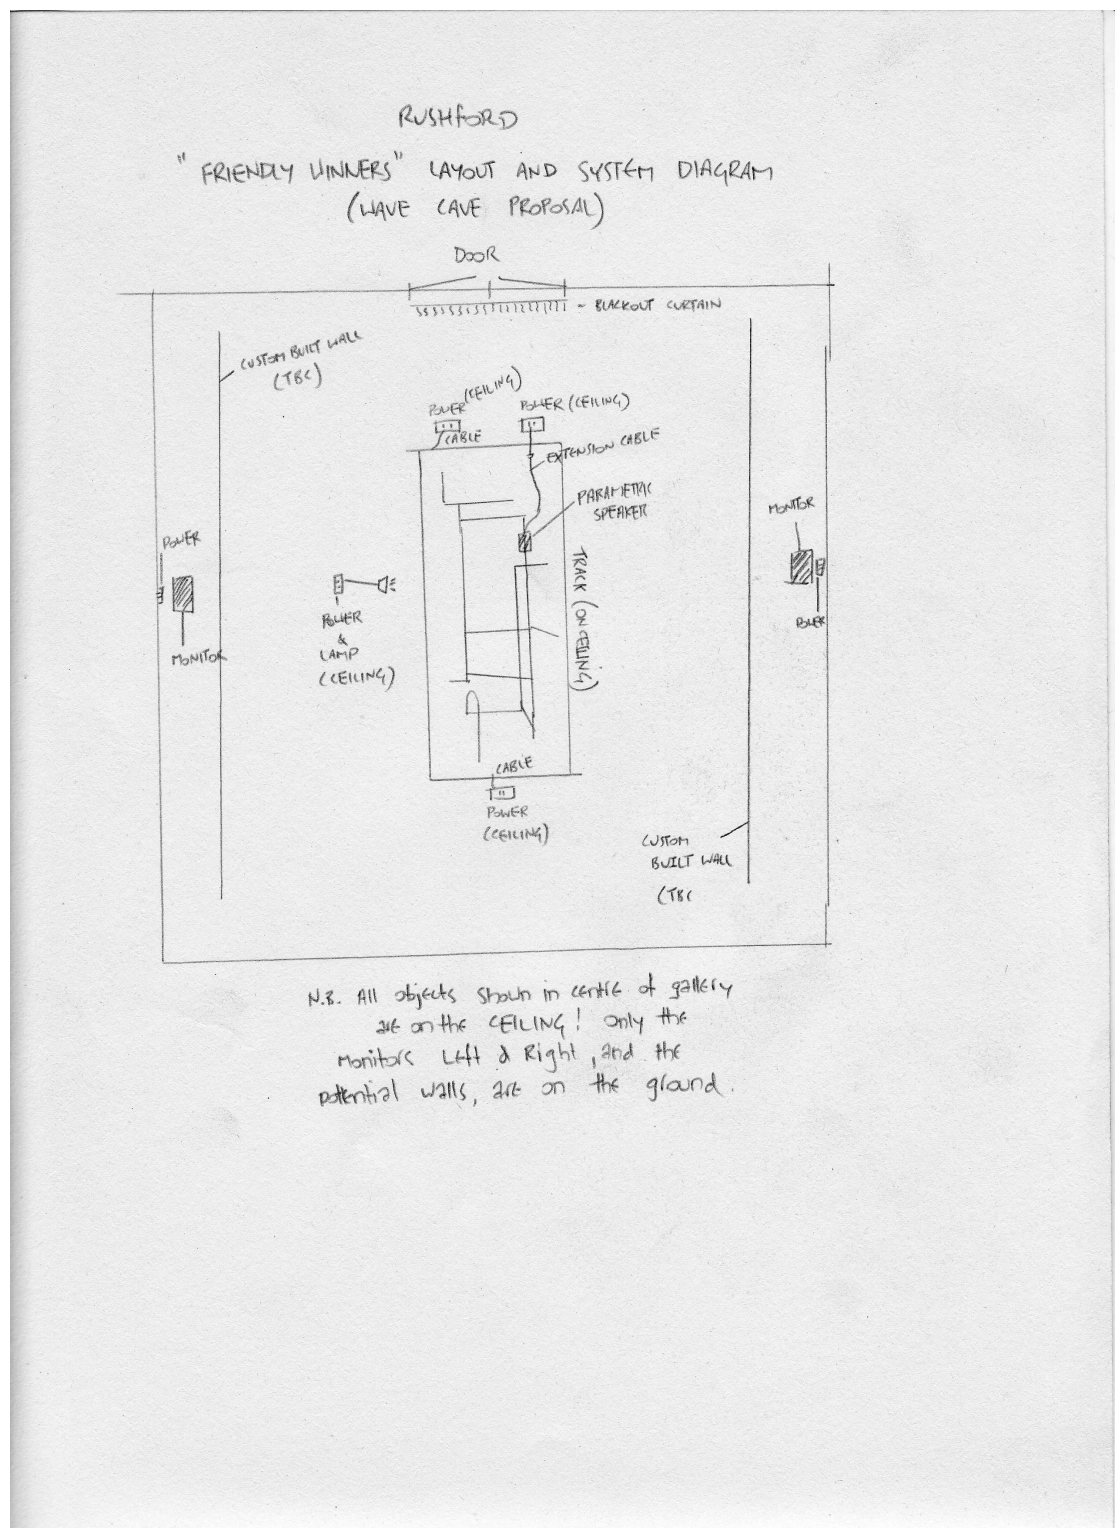 RUSHFORD
"FRIENDLY WINNERS" LAYOUT AND SYSTEM DIAGRAM
(WAVE CAVE PROPOSAL)
DOOR
- BLACKOUT CURTAIN
CUSTOM BUILT WALL
(TBC)
POWER (CEILING)
CABLE
POWER (CEILING)
EXTENSION CABLE
PARAMETRIC
SPEAKER
MONITOR
POWER
POWER
MONITOR
POWER
&
LAMP
(CEILING)
TRACK (ON CEILING)
CABLE
POWER
(CEILING)
CUSTOM
BUILT WALL
(TBC
N.B. All objects shown in centre of gallery
are on the CEILING! Only the
Monitors Left & Right, and the
potential walls, are on the ground.